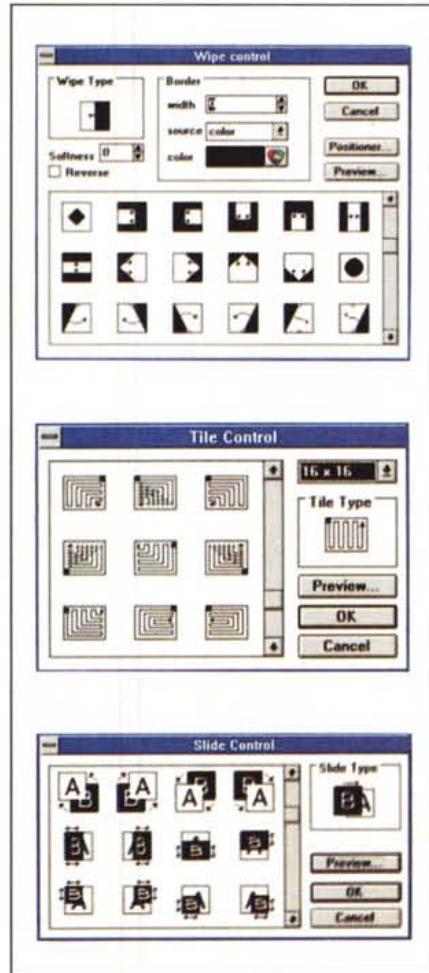 Wipe control
Wipe Type
Border
OK
width
Cancel
source color
Softness 0
color
Positioner...
Reverse
Preview...
Tile Control
16 x 16
Tile Type
Preview...
OK
Cancel
Slide Control
Slide Type
A B A B A B A B
B A
Preview...
OK
Cancel